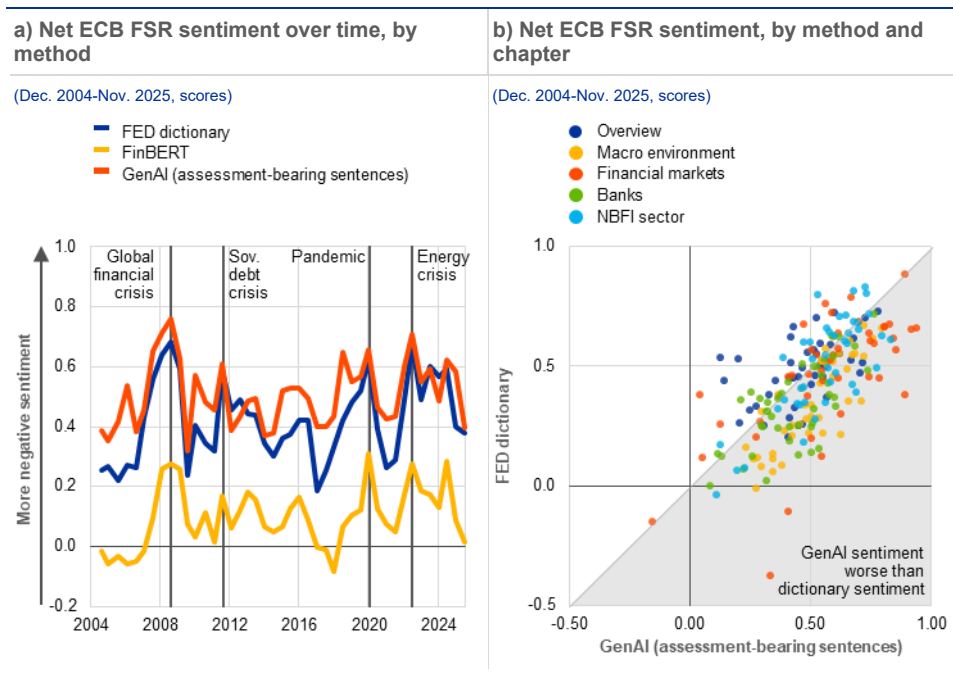 a) Net ECB FSR sentiment over time, by
method
(Dec. 2004-Nov. 2025, scores)
FED dictionary
FinBERT
GenAI (assessment-bearing sentences)
More negative sentiment
1.0
0.8
0.6
0.4
0.2
0.0
-0.2
Global
financial
crisis
Sov.
debt
crisis
Pandemic
Energy
crisis
2004
2008
2012
2016
2020
2024
b) Net ECB FSR sentiment, by method and
chapter
(Dec. 2004-Nov. 2025, scores)
Overview
Macro environment
Financial markets
Banks
NBFI sector
FED dictionary
1.0
0.5
0.0
-0.5
GenAI sentiment
worse than
dictionary sentiment
-0.50
0.00
0.50
1.00
GenAI (assessment-bearing sentences)